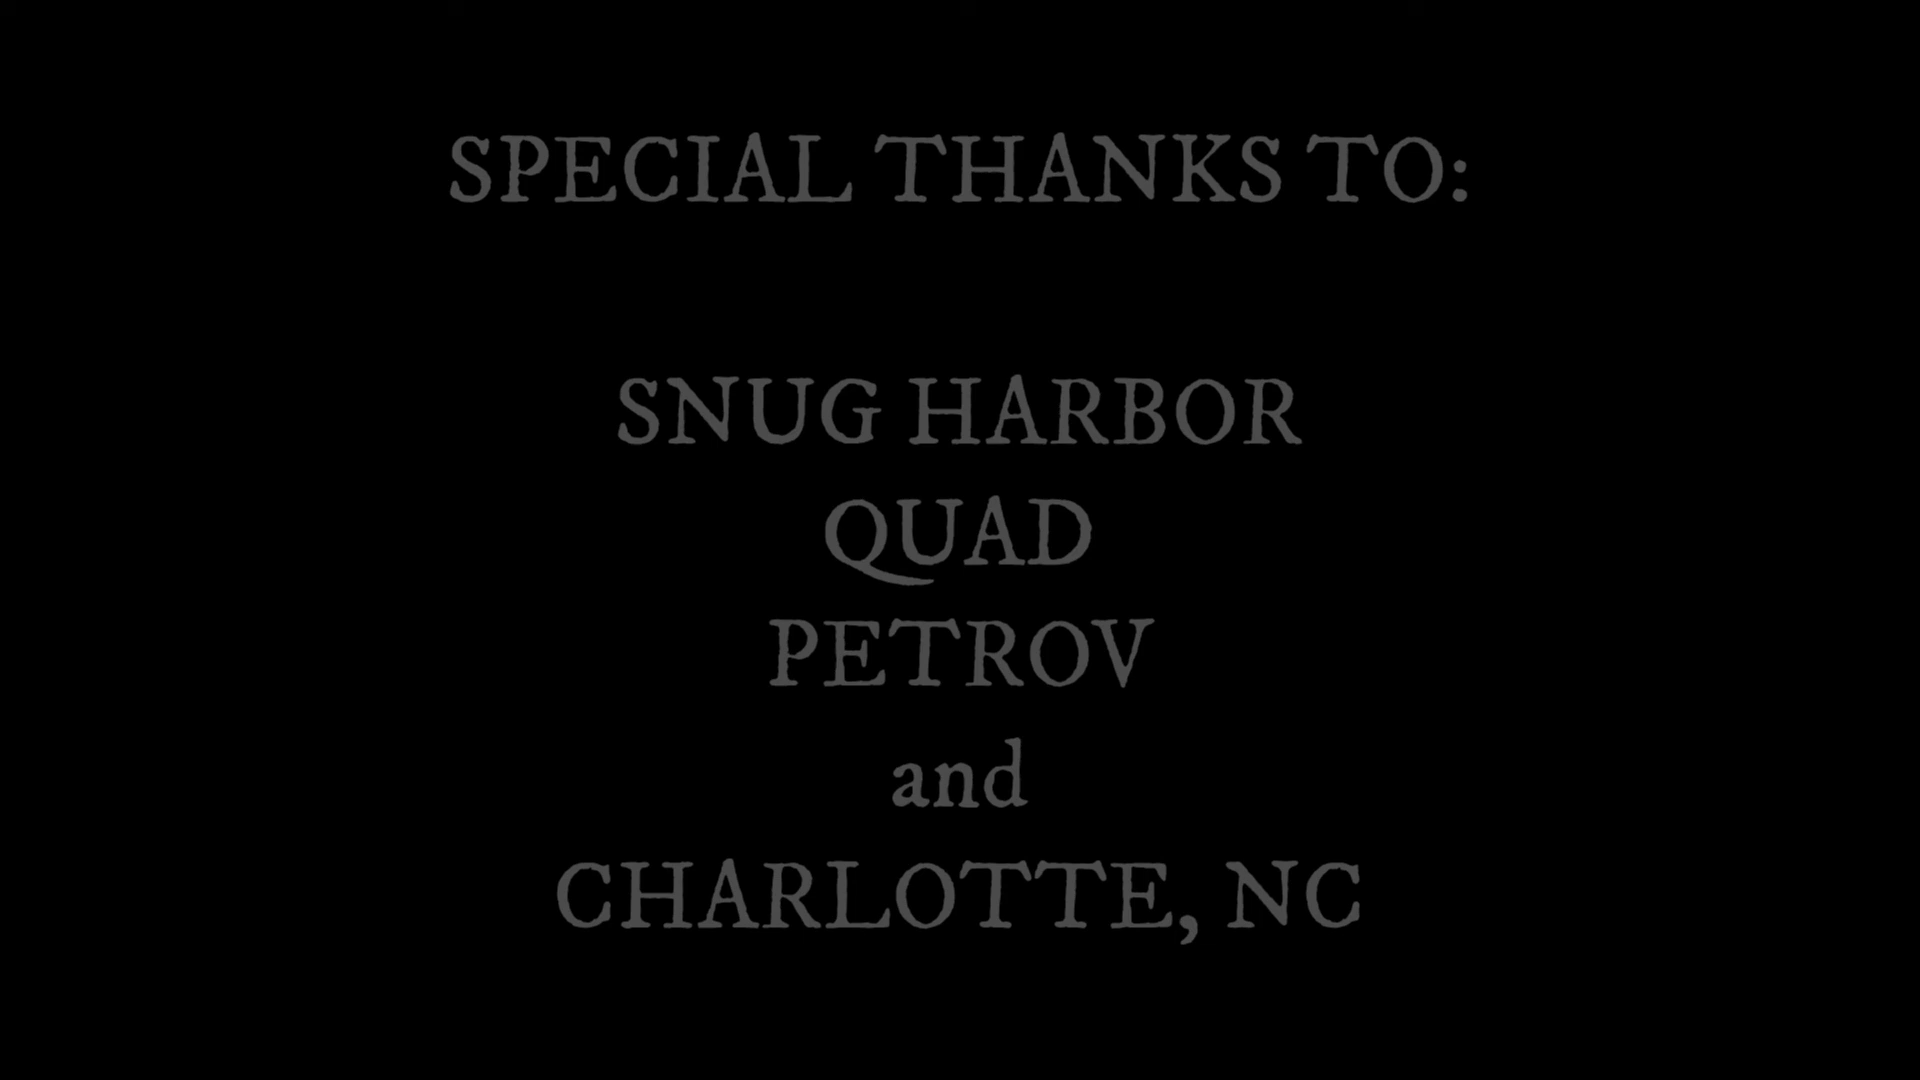 SPECIAL THANKS TO:
SNUG HARBOR
QUAD
PETROV
and
CHARLOTTE, NC